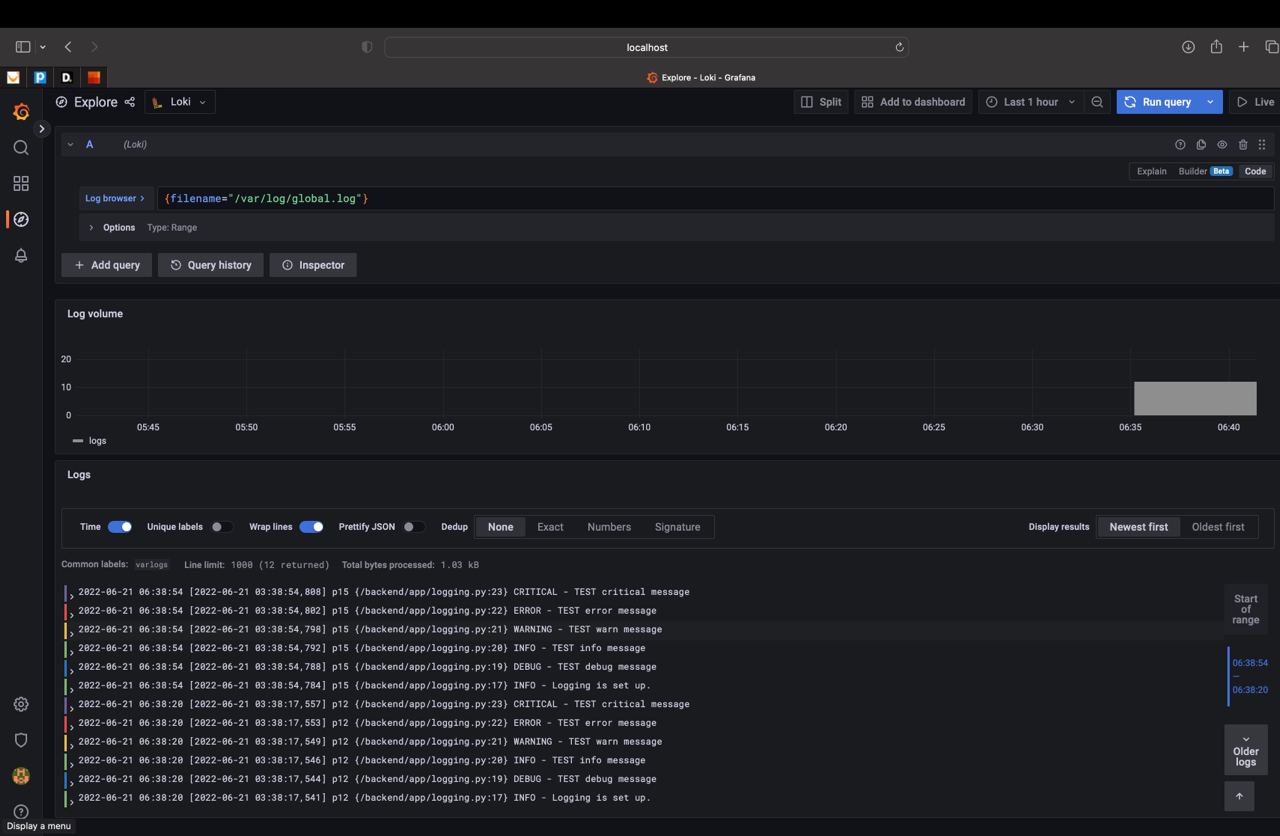 localhost
D.
Explore - Loki - Grafana
Explore Loki Split Add to dashboard Last 1 hour Run query Live
A (Loki)
Explain Builder Beta Code
Log browser {filename="/var/log/global.log"}
Options Type: Range
Add query Query history Inspector
Log volume
20
10
0
05:45 05:50 05:55 06:00 06:05 06:10 06:15 06:20 06:25 06:30 06:35 06:40
logs
Logs
Time Unique labels Wrap lines Prettify JSON Dedup None Exact Numbers Signature Display results Newest first Oldest first
Common labels: varlogs Line limit: 1000 (12 returned) Total bytes processed: 1.03 kB
2022-06-21 06:38:54 [2022-06-21 03:38:54,808] p15 {/backend/app/logging.py:23} CRITICAL - TEST critical message
2022-06-21 06:38:54 [2022-06-21 03:38:54,802] p15 {/backend/app/logging.py:22} ERROR - TEST error message
2022-06-21 06:38:54 [2022-06-21 03:38:54,798] p15 {/backend/app/logging.py:21} WARNING - TEST warn message
2022-06-21 06:38:54 [2022-06-21 03:38:54,792] p15 {/backend/app/logging.py:20} INFO - TEST info message
2022-06-21 06:38:54 [2022-06-21 03:38:54,788] p15 {/backend/app/logging.py:19} DEBUG - TEST debug message
2022-06-21 06:38:54 [2022-06-21 03:38:54,784] p15 {/backend/app/logging.py:17} INFO - Logging is set up.
2022-06-21 06:38:20 [2022-06-21 03:38:17,557] p12 {/backend/app/logging.py:23} CRITICAL - TEST critical message
2022-06-21 06:38:20 [2022-06-21 03:38:17,553] p12 {/backend/app/logging.py:22} ERROR - TEST error message
2022-06-21 06:38:20 [2022-06-21 03:38:17,549] p12 {/backend/app/logging.py:21} WARNING - TEST warn message
2022-06-21 06:38:20 [2022-06-21 03:38:17,546] p12 {/backend/app/logging.py:20} INFO - TEST info message
2022-06-21 06:38:20 [2022-06-21 03:38:17,544] p12 {/backend/app/logging.py:19} DEBUG - TEST debug message
2022-06-21 06:38:20 [2022-06-21 03:38:17,541] p12 {/backend/app/logging.py:17} INFO - Logging is set up.
Start
of
range
06:38:54
—
06:38:20
Older
logs
Display a menu